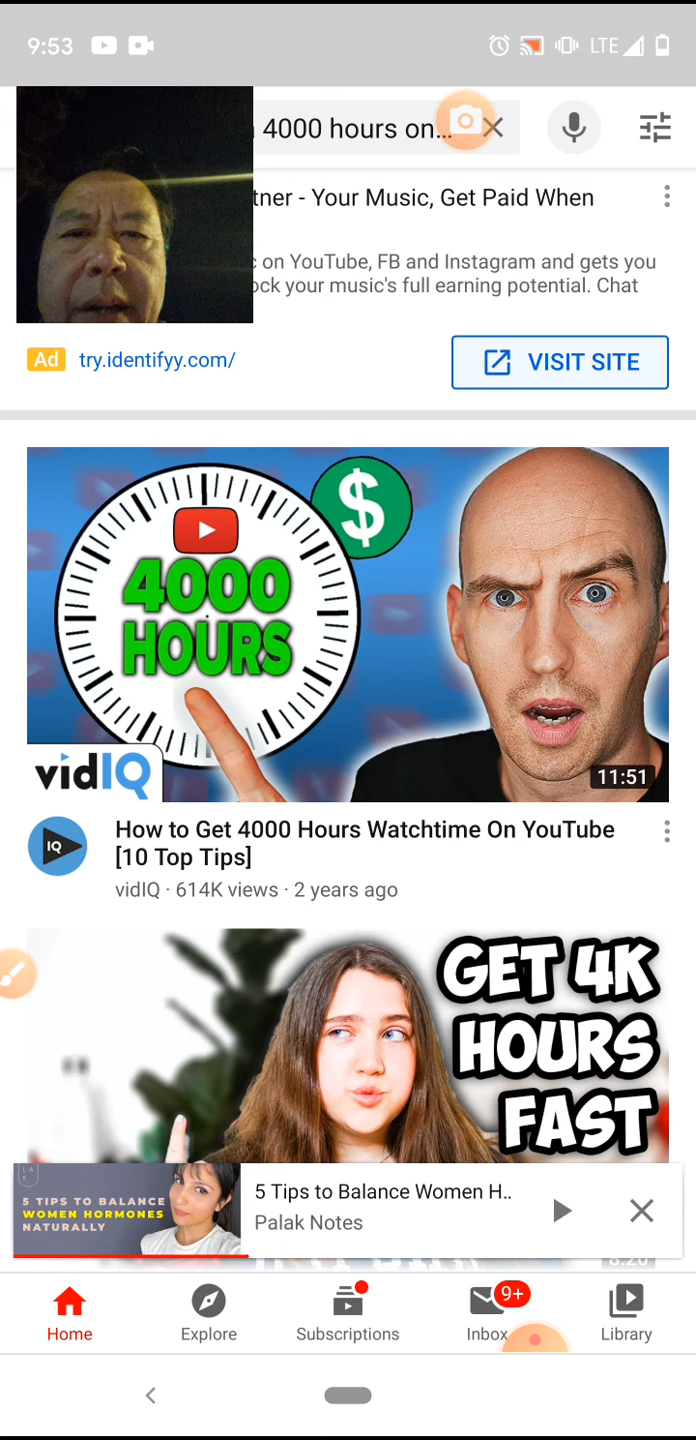 9:53
LTE
4000 hours on...
tner - Your Music, Get Paid When
on YouTube, FB and Instagram and gets you
ock your music's full earning potential. Chat
Ad try.identifyy.com/
VISIT SITE
$
4000
HOURS
vidIQ
11:51
IQ
How to Get 4000 Hours Watchtime On YouTube
[10 Top Tips]
vidIQ · 614K views · 2 years ago
GET 4K
HOURS
FAST
5 TIPS TO BALANCE
WOMEN HORMONES
NATURALLY
5 Tips to Balance Women H..
Palak Notes
8:20
9+
Home
Explore
Subscriptions
Inbox
Library